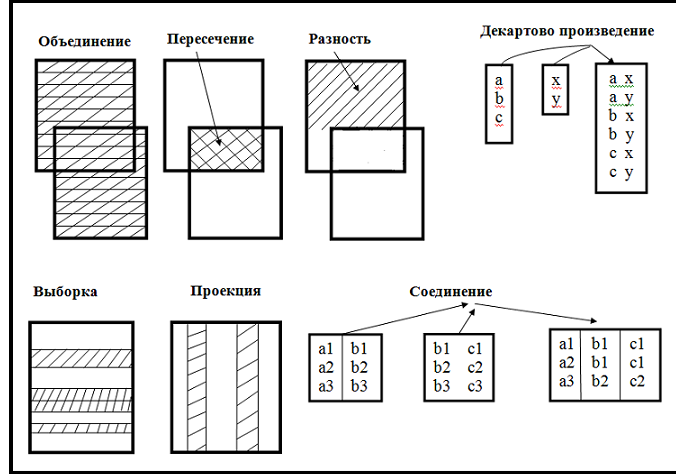 Объединение
Пересечение
Разность
Декартово произведение
a
b
c
x
y
a x
a y
b x
b y
c x
c y
Выборка
Проекция
Соединение
a1 b1
a2 b2
a3 b3
b1 c1
b2 c2
b3 c3
a1 b1 c1
a2 b1 c1
a3 b2 c2